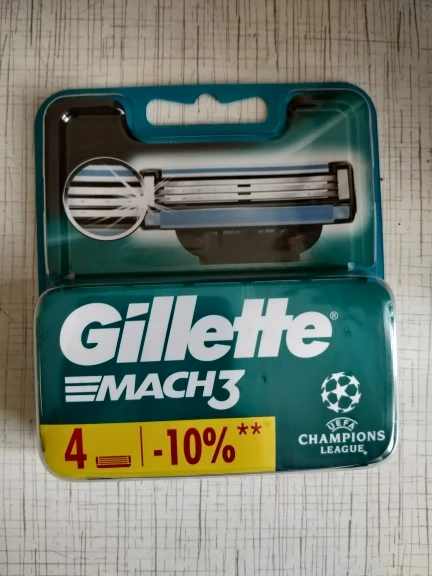 Gillette®
MACH3
4 | -10%**
UEFA
CHAMPIONS
LEAGUE